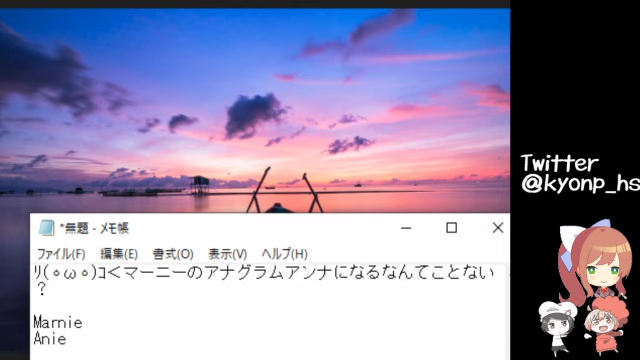 Twitter
@kyonp_hs
*無題 - メモ帳
ファイル(F) 編集(E) 書式(O) 表示(V) ヘルプ(H)
ﾘ(｡ω｡)ｺ＜マーニーのアナグラムアンナになるなんてことない
？
Marnie
Anie